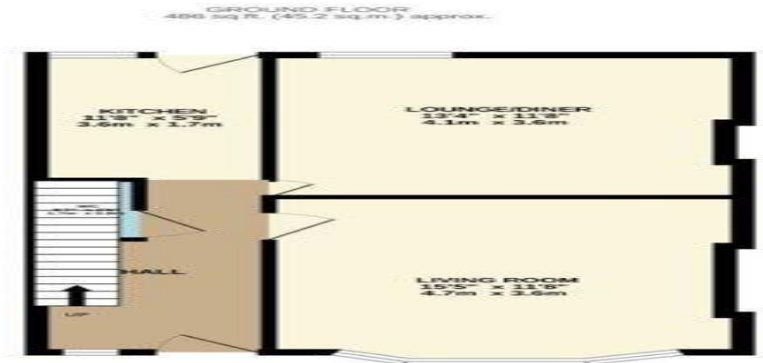 GROUND FLOOR
486 sq.ft. (45.2 sq.m.) approx.
KITCHEN
11'8" x 5'9"
3.6m x 1.7m
LOUNGE/DINER
13'4" x 11'8"
4.1m x 3.6m
HALL
LIVING ROOM
15'5" x 11'8"
4.7m x 3.6m
UP